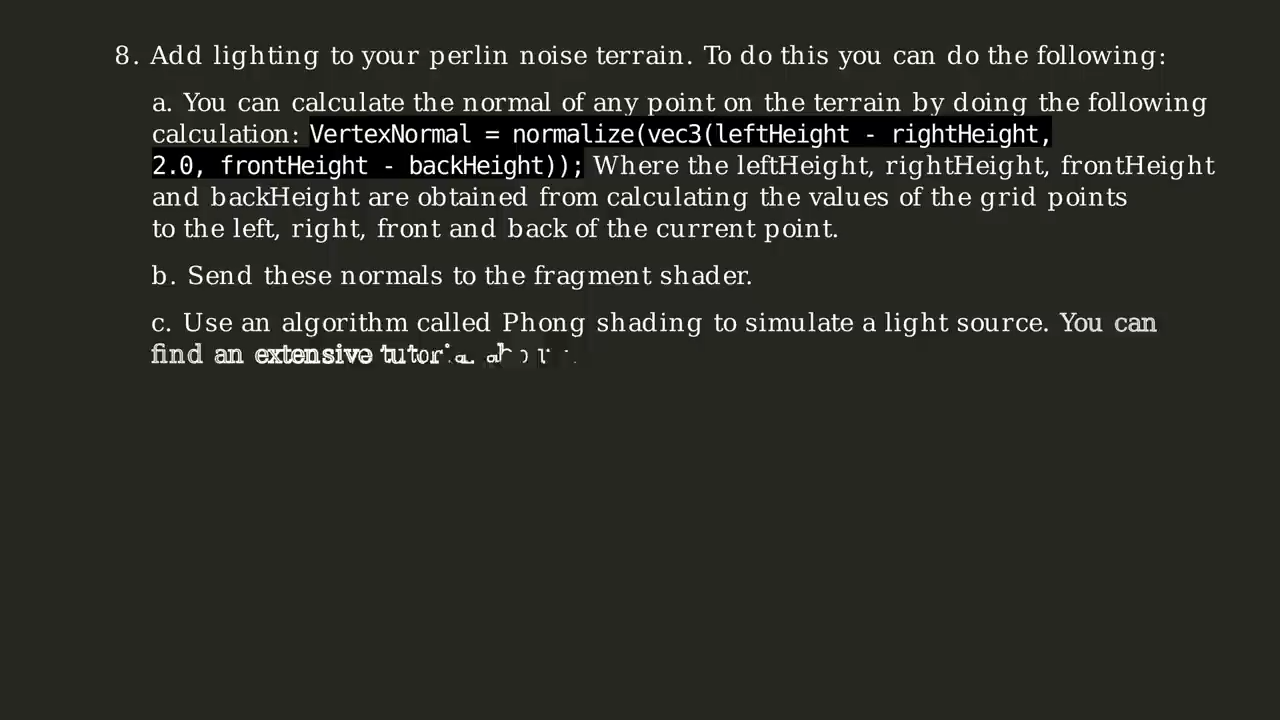 8. Add lighting to your perlin noise terrain. To do this you can do the following:
a. You can calculate the normal of any point on the terrain by doing the following
calculation: VertexNormal = normalize(vec3(leftHeight - rightHeight,
2.0, frontHeight - backHeight)); Where the leftHeight, rightHeight, frontHeight
and backHeight are obtained from calculating the values of the grid points
to the left, right, front and back of the current point.
b. Send these normals to the fragment shader.
c. Use an algorithm called Phong shading to simulate a light source. You can
find an extensive